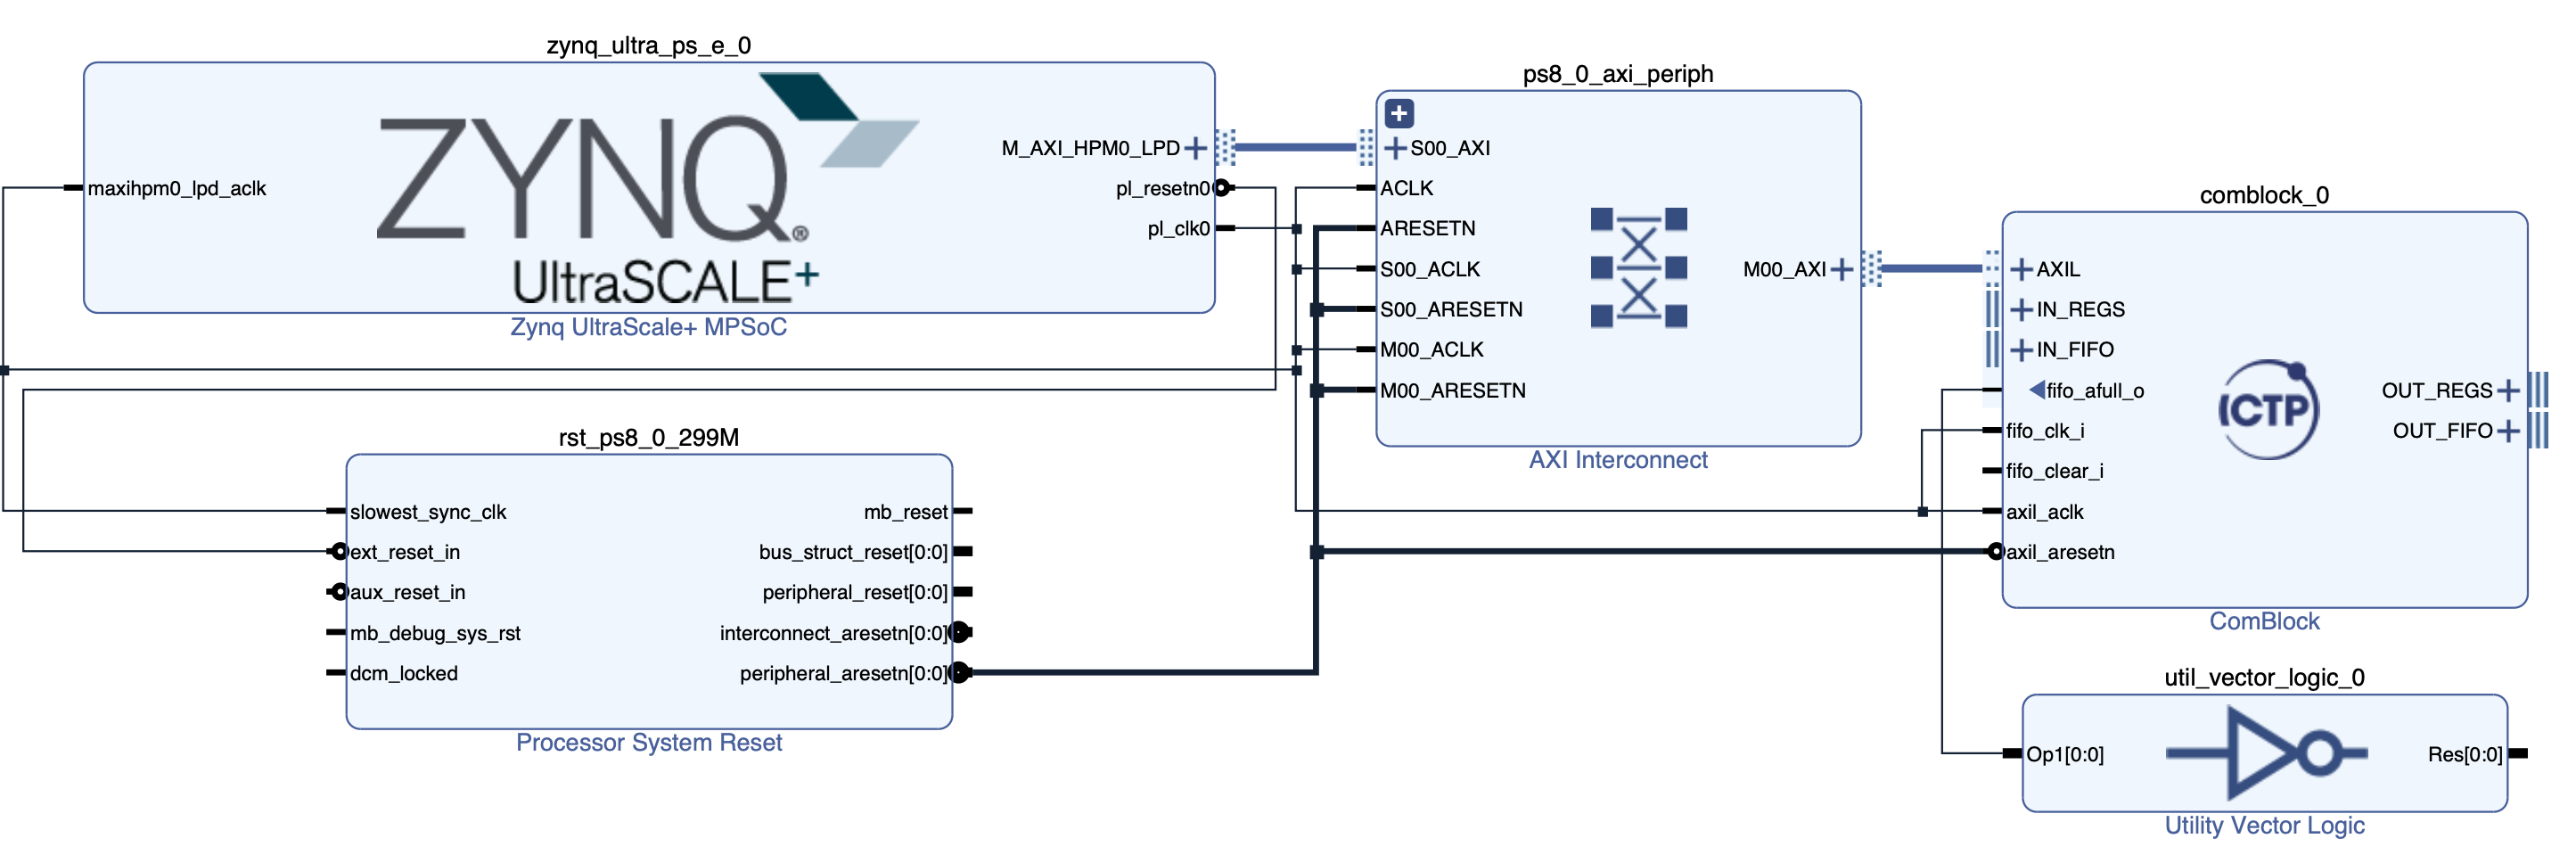 zynq_ultra_ps_e_0
ZYNQ®
UltraSCALE+
maxihpm0_lpd_aclk
M_AXI_HPM0_LPD
pl_resetn0
pl_clk0
Zynq UltraScale+ MPSoC
ps8_0_axi_periph
S00_AXI
ACLK
ARESETN
S00_ACLK
S00_ARESETN
M00_ACLK
M00_ARESETN
M00_AXI
AXI Interconnect
comblock_0
AXIL
IN_REGS
IN_FIFO
fifo_afull_o
fifo_clk_i
fifo_clear_i
axil_aclk
axil_aresetn
ICTP
OUT_REGS
OUT_FIFO
ComBlock
rst_ps8_0_299M
slowest_sync_clk
ext_reset_in
aux_reset_in
mb_debug_sys_rst
dcm_locked
mb_reset
bus_struct_reset[0:0]
peripheral_reset[0:0]
interconnect_aresetn[0:0]
peripheral_aresetn[0:0]
Processor System Reset
util_vector_logic_0
Op1[0:0]
Res[0:0]
Utility Vector Logic